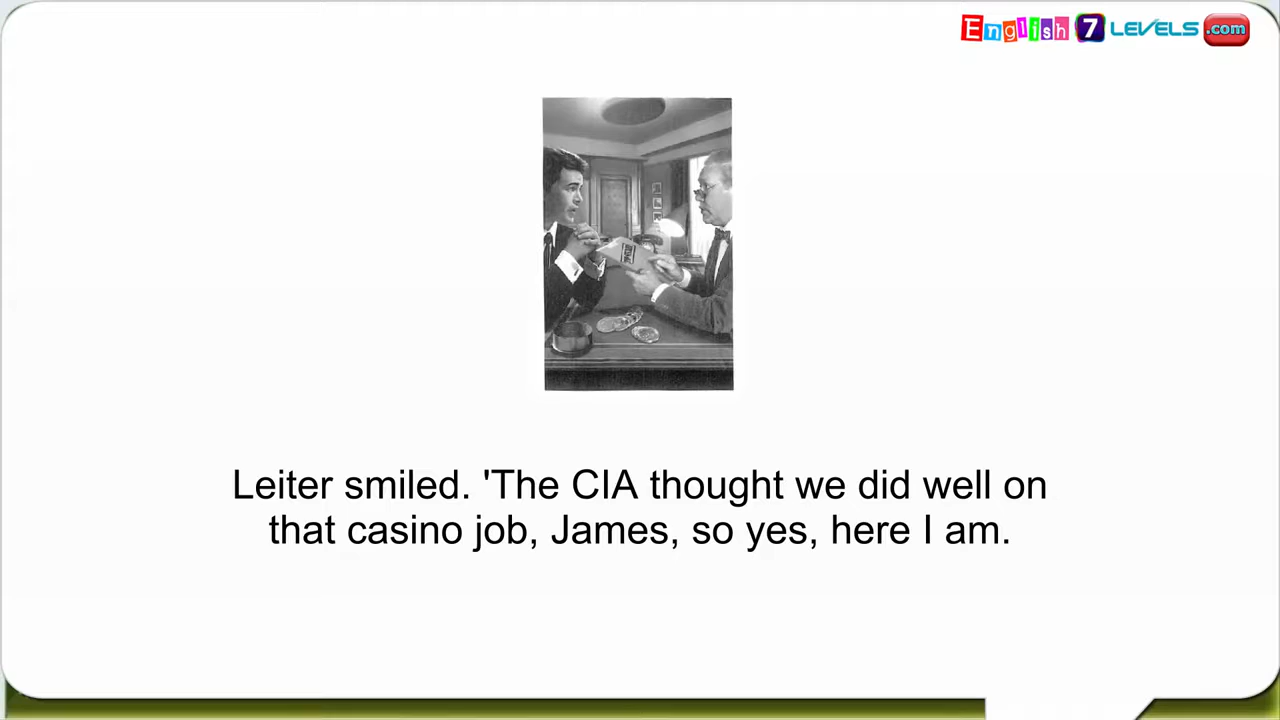 English 7 LEVELS .com
Leiter smiled. 'The CIA thought we did well on
that casino job, James, so yes, here I am.